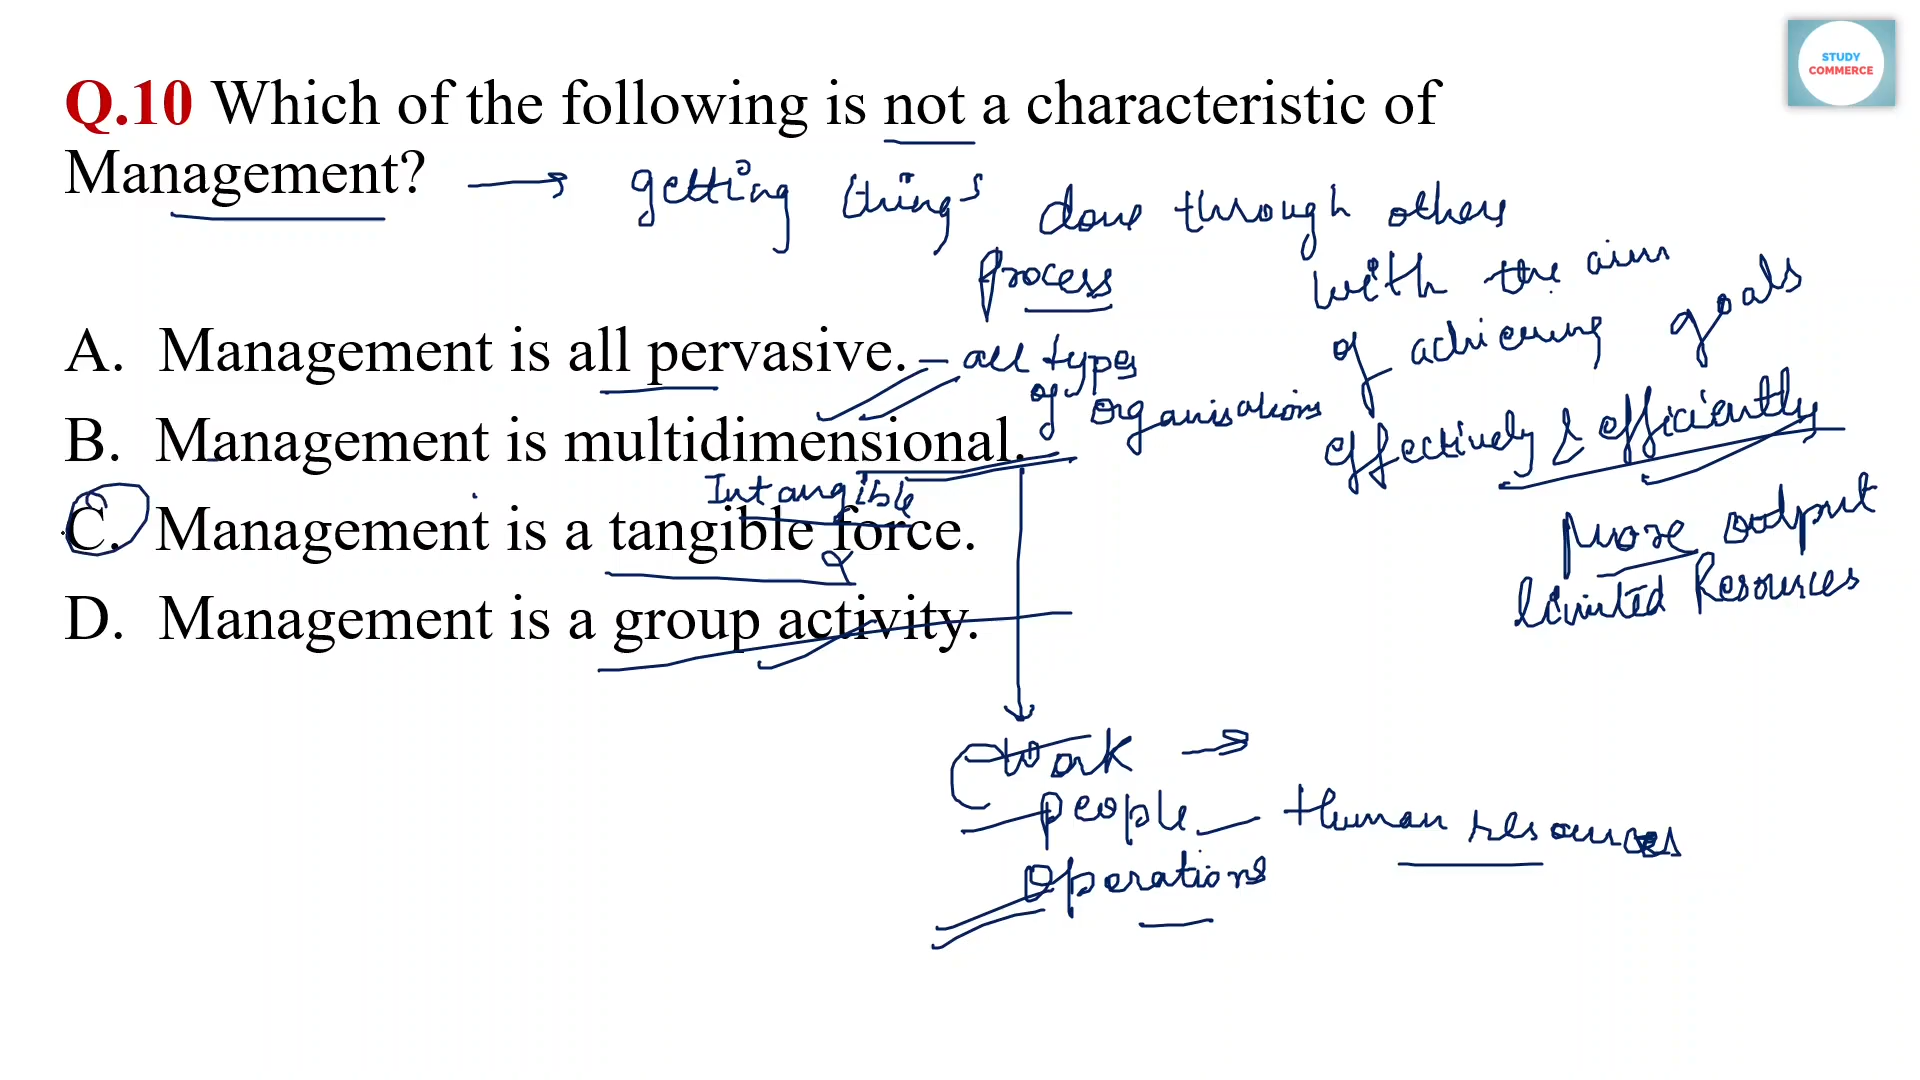 STUDY
COMMERCE
Q.10 Which of the following is not a characteristic of
Management? → getting things done through others
Process
with the aim
of achieving goals
effectively & efficiently
More output
limited Resources
A. Management is all pervasive. – all types
of organisations
B. Management is multidimensional.
Intangible
C. Management is a tangible force.
D. Management is a group activity.
Work →
people – Human resources
Operations